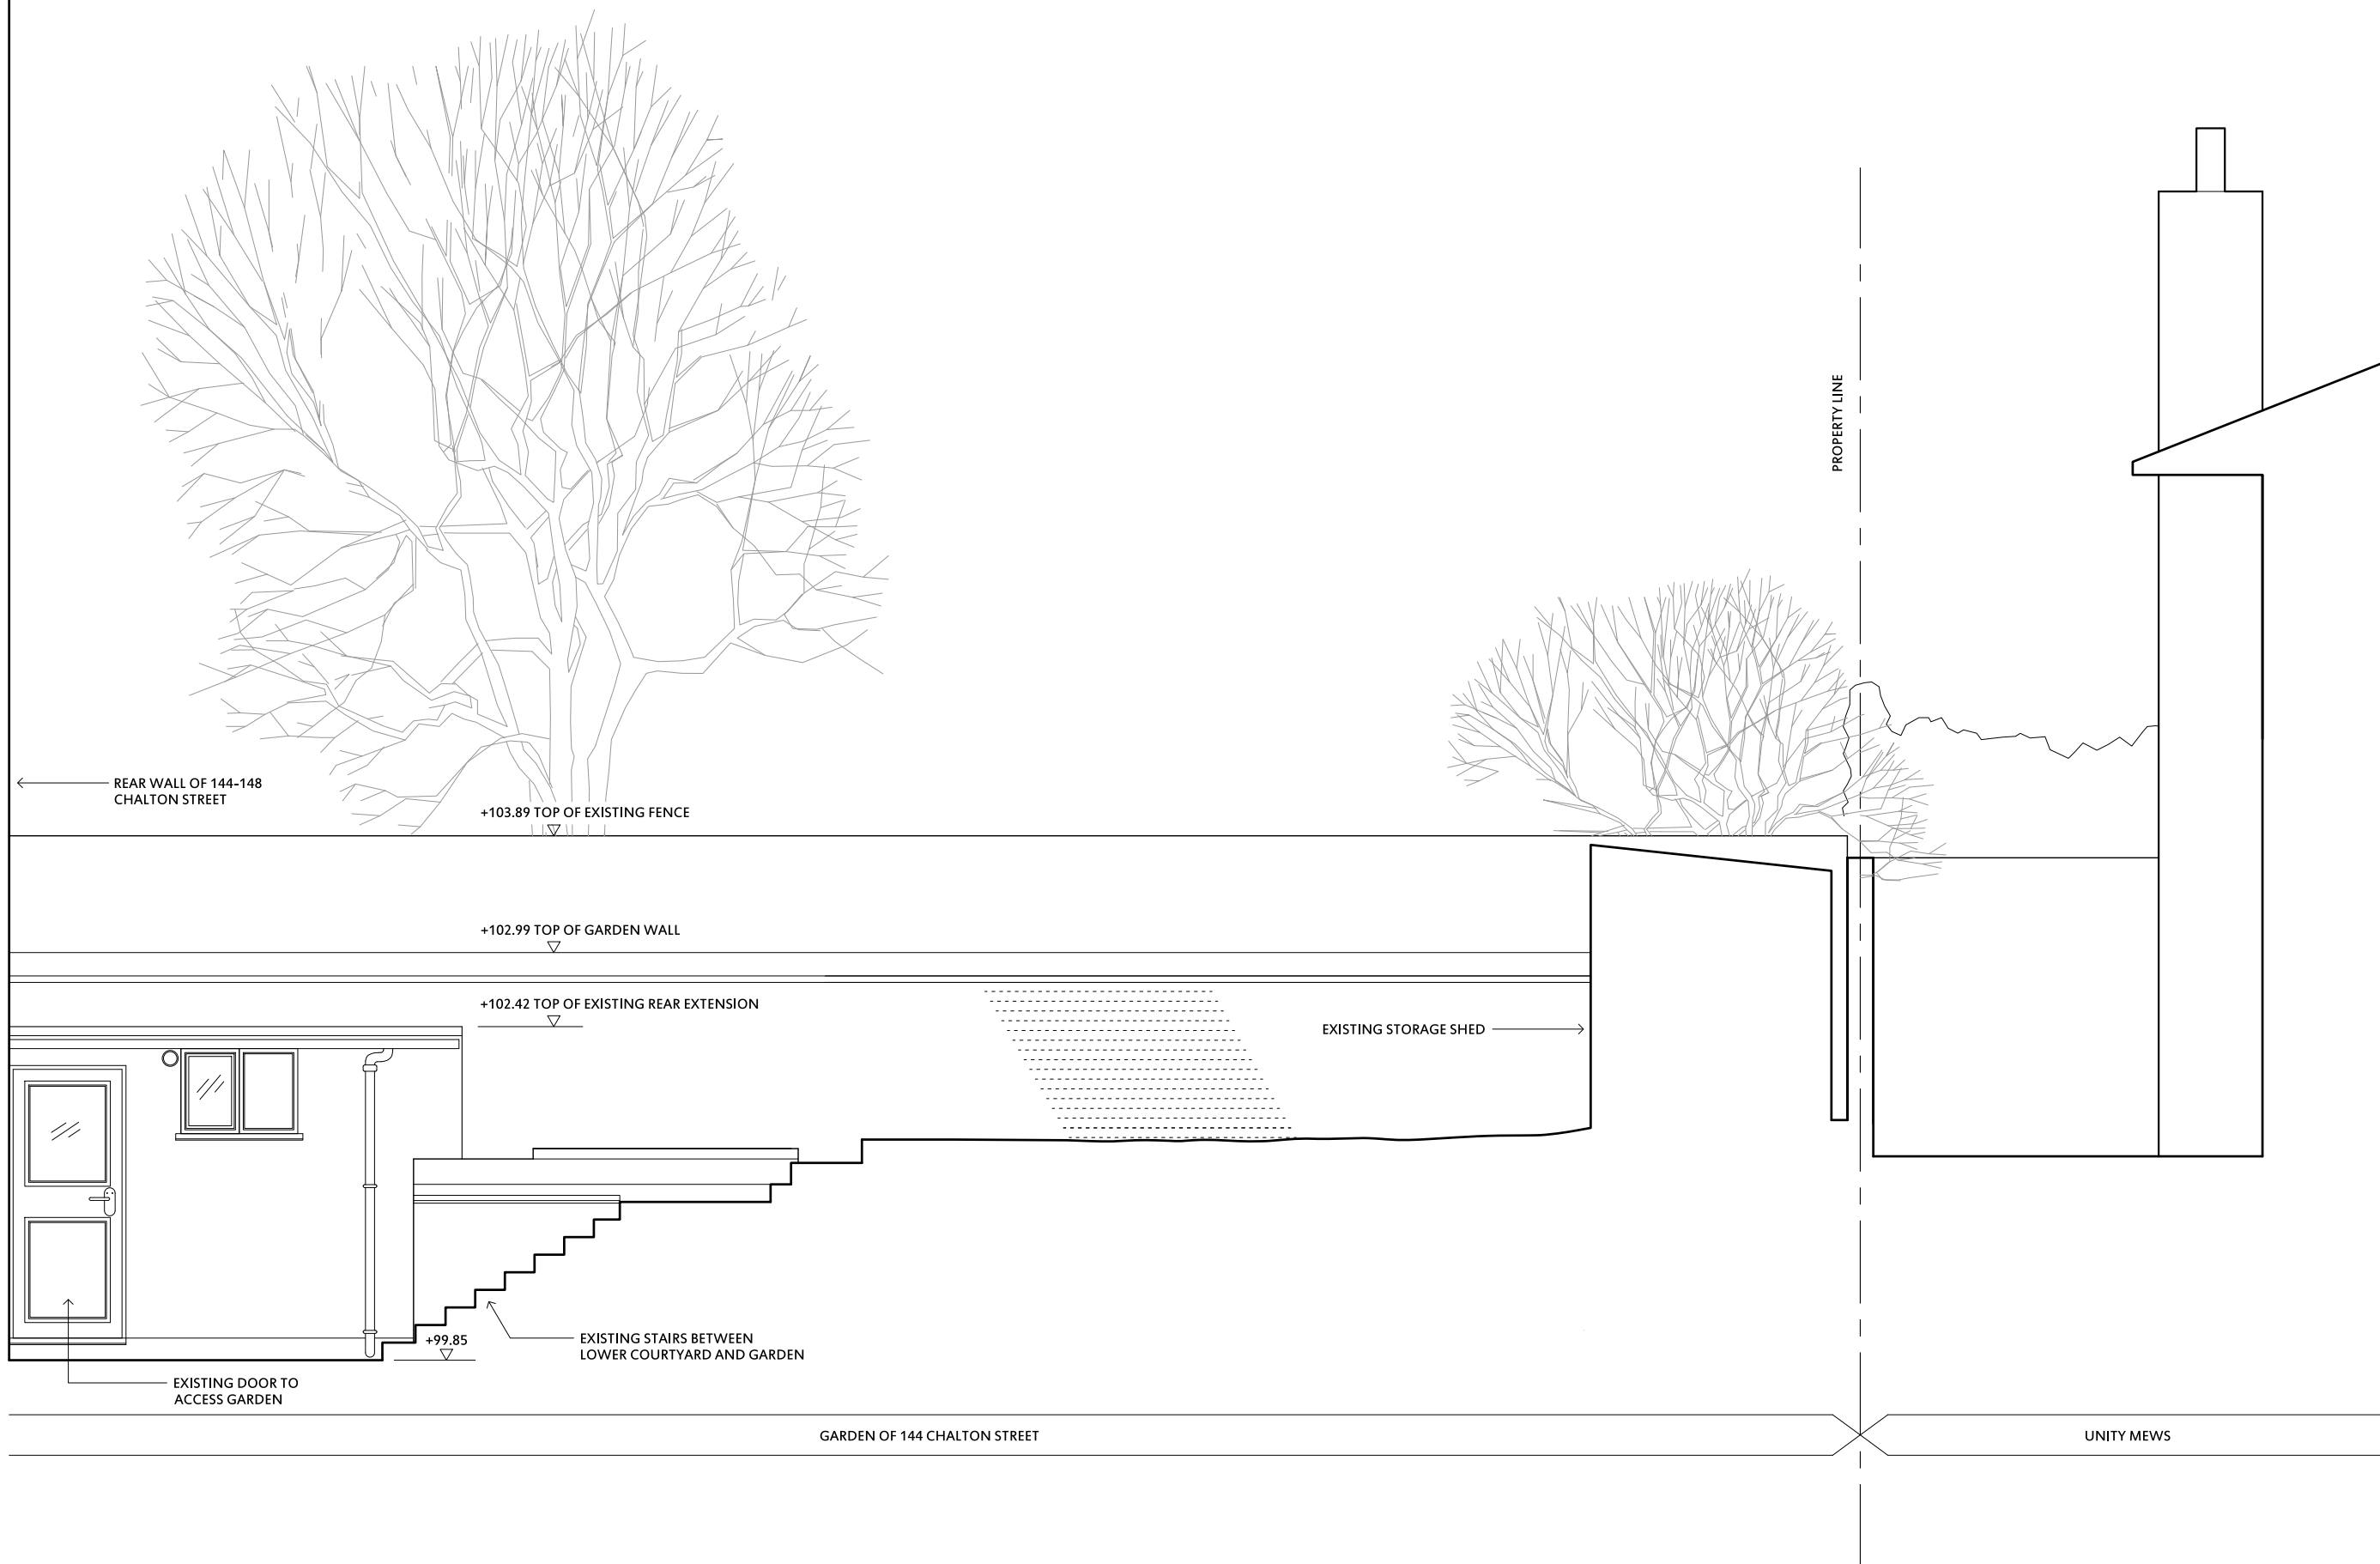 PROPERTY LINE
REAR WALL OF 144-148
CHALTON STREET
+103.89 TOP OF EXISTING FENCE
+102.99 TOP OF GARDEN WALL
+102.42 TOP OF EXISTING REAR EXTENSION
EXISTING STORAGE SHED
+99.85
EXISTING STAIRS BETWEEN
LOWER COURTYARD AND GARDEN
EXISTING DOOR TO
ACCESS GARDEN
GARDEN OF 144 CHALTON STREET
UNITY MEWS